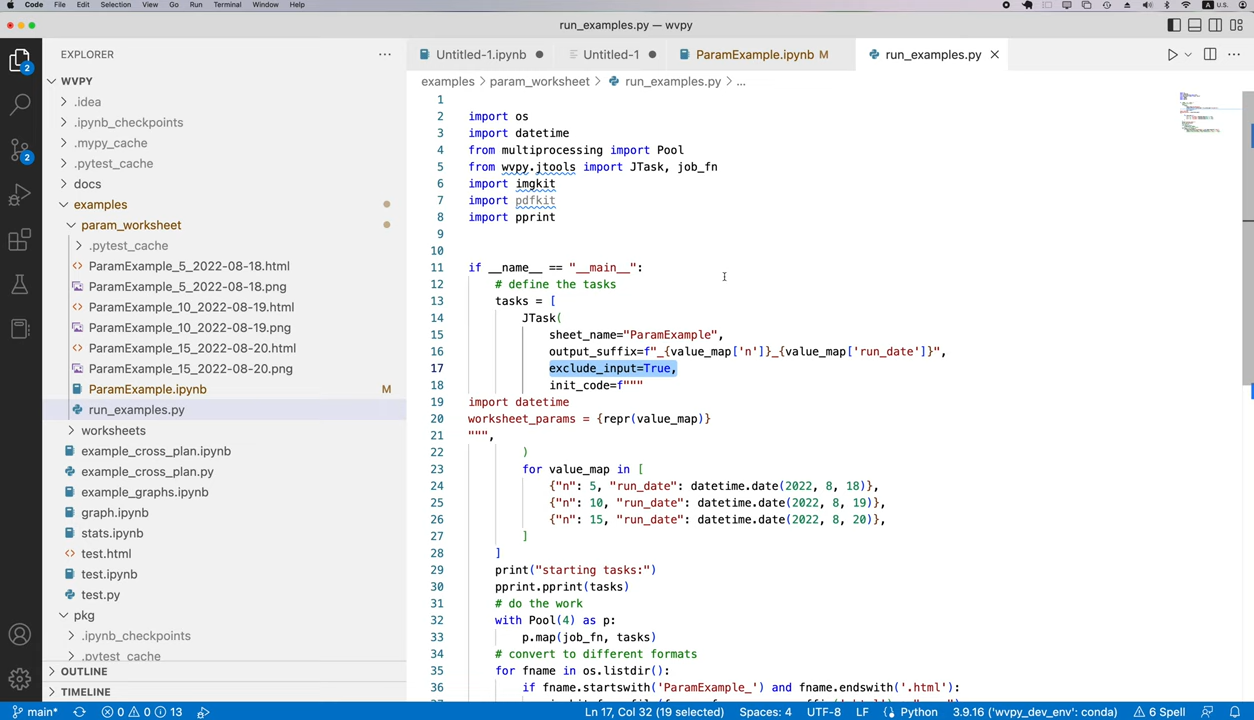 Code File Edit Selection View Go Run Terminal Window Help
A U.S.
run_examples.py — wvpy
EXPLORER
WVPY
.idea
.ipynb_checkpoints
.mypy_cache
.pytest_cache
docs
examples
param_worksheet
.pytest_cache
ParamExample_5_2022-08-18.html
ParamExample_5_2022-08-18.png
ParamExample_10_2022-08-19.html
ParamExample_10_2022-08-19.png
ParamExample_15_2022-08-20.html
ParamExample_15_2022-08-20.png
ParamExample.ipynb M
run_examples.py
worksheets
example_cross_plan.ipynb
example_cross_plan.py
example_graphs.ipynb
graph.ipynb
stats.ipynb
test.html
test.ipynb
test.py
pkg
.ipynb_checkpoints
.pytest_cache
OUTLINE
TIMELINE
2
2
Untitled-1.ipynb Untitled-1 ParamExample.ipynb M run_examples.py
examples > param_worksheet > run_examples.py > ...
1
2 import os
3 import datetime
4 from multiprocessing import Pool
5 from wvpy.jtools import JTask, job_fn
6 import imgkit
7 import pdfkit
8 import pprint
9
10
11 if __name__ == "__main__":
12 # define the tasks
13 tasks = [
14 JTask(
15 sheet_name="ParamExample",
16 output_suffix=f"_{value_map['n']}_{value_map['run_date']}",
17 exclude_input=True,
18 init_code=f"""
19 import datetime
20 worksheet_params = {repr(value_map)}
21 """,
22 )
23 for value_map in [
24 {"n": 5, "run_date": datetime.date(2022, 8, 18)},
25 {"n": 10, "run_date": datetime.date(2022, 8, 19)},
26 {"n": 15, "run_date": datetime.date(2022, 8, 20)},
27 ]
28 ]
29 print("starting tasks:")
30 pprint.pprint(tasks)
31 # do the work
32 with Pool(4) as p:
33 p.map(job_fn, tasks)
34 # convert to different formats
35 for fname in os.listdir():
36 if fname.startswith('ParamExample_') and fname.endswith('.html'):
main* 0 0 13 Ln 17, Col 32 (19 selected) Spaces: 4 UTF-8 LF Python 3.9.16 ('wvpy_dev_env': conda) 6 Spell